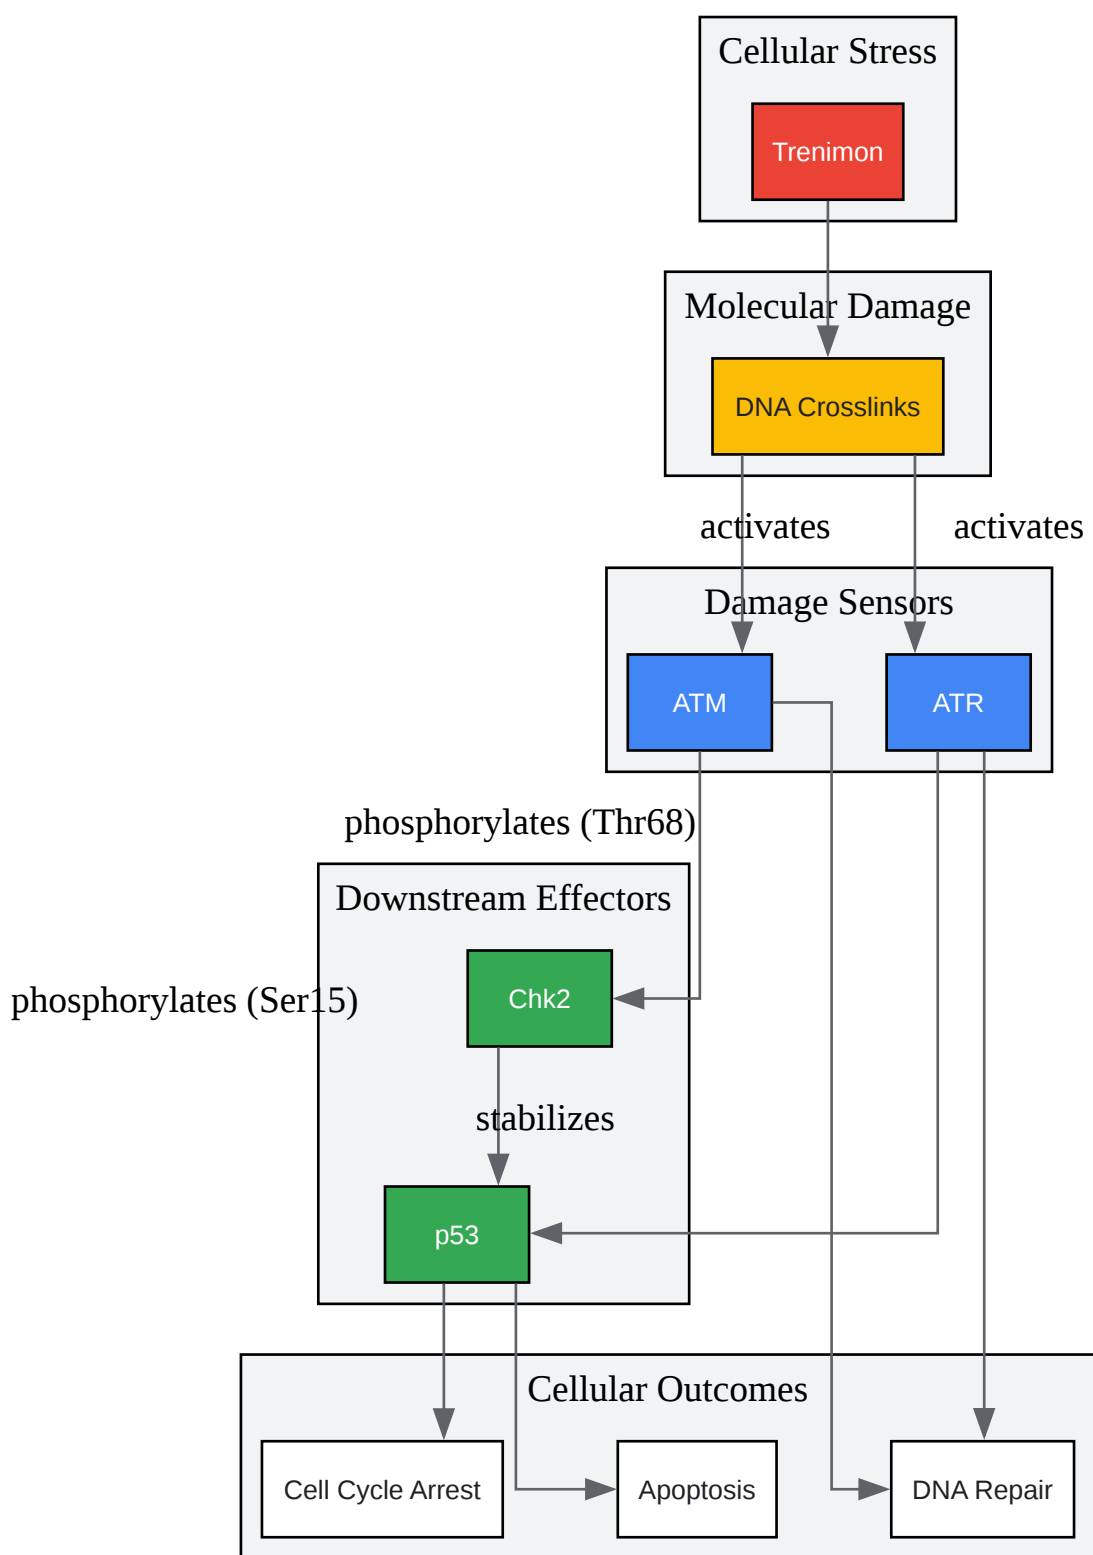 Cellular Stress
Trenimon
Molecular Damage
DNA Crosslinks
activates
activates
Damage Sensors
ATM
ATR
phosphorylates (Thr68)
Downstream Effectors
Chk2
phosphorylates (Ser15)
stabilizes
p53
Cellular Outcomes
Cell Cycle Arrest
Apoptosis
DNA Repair